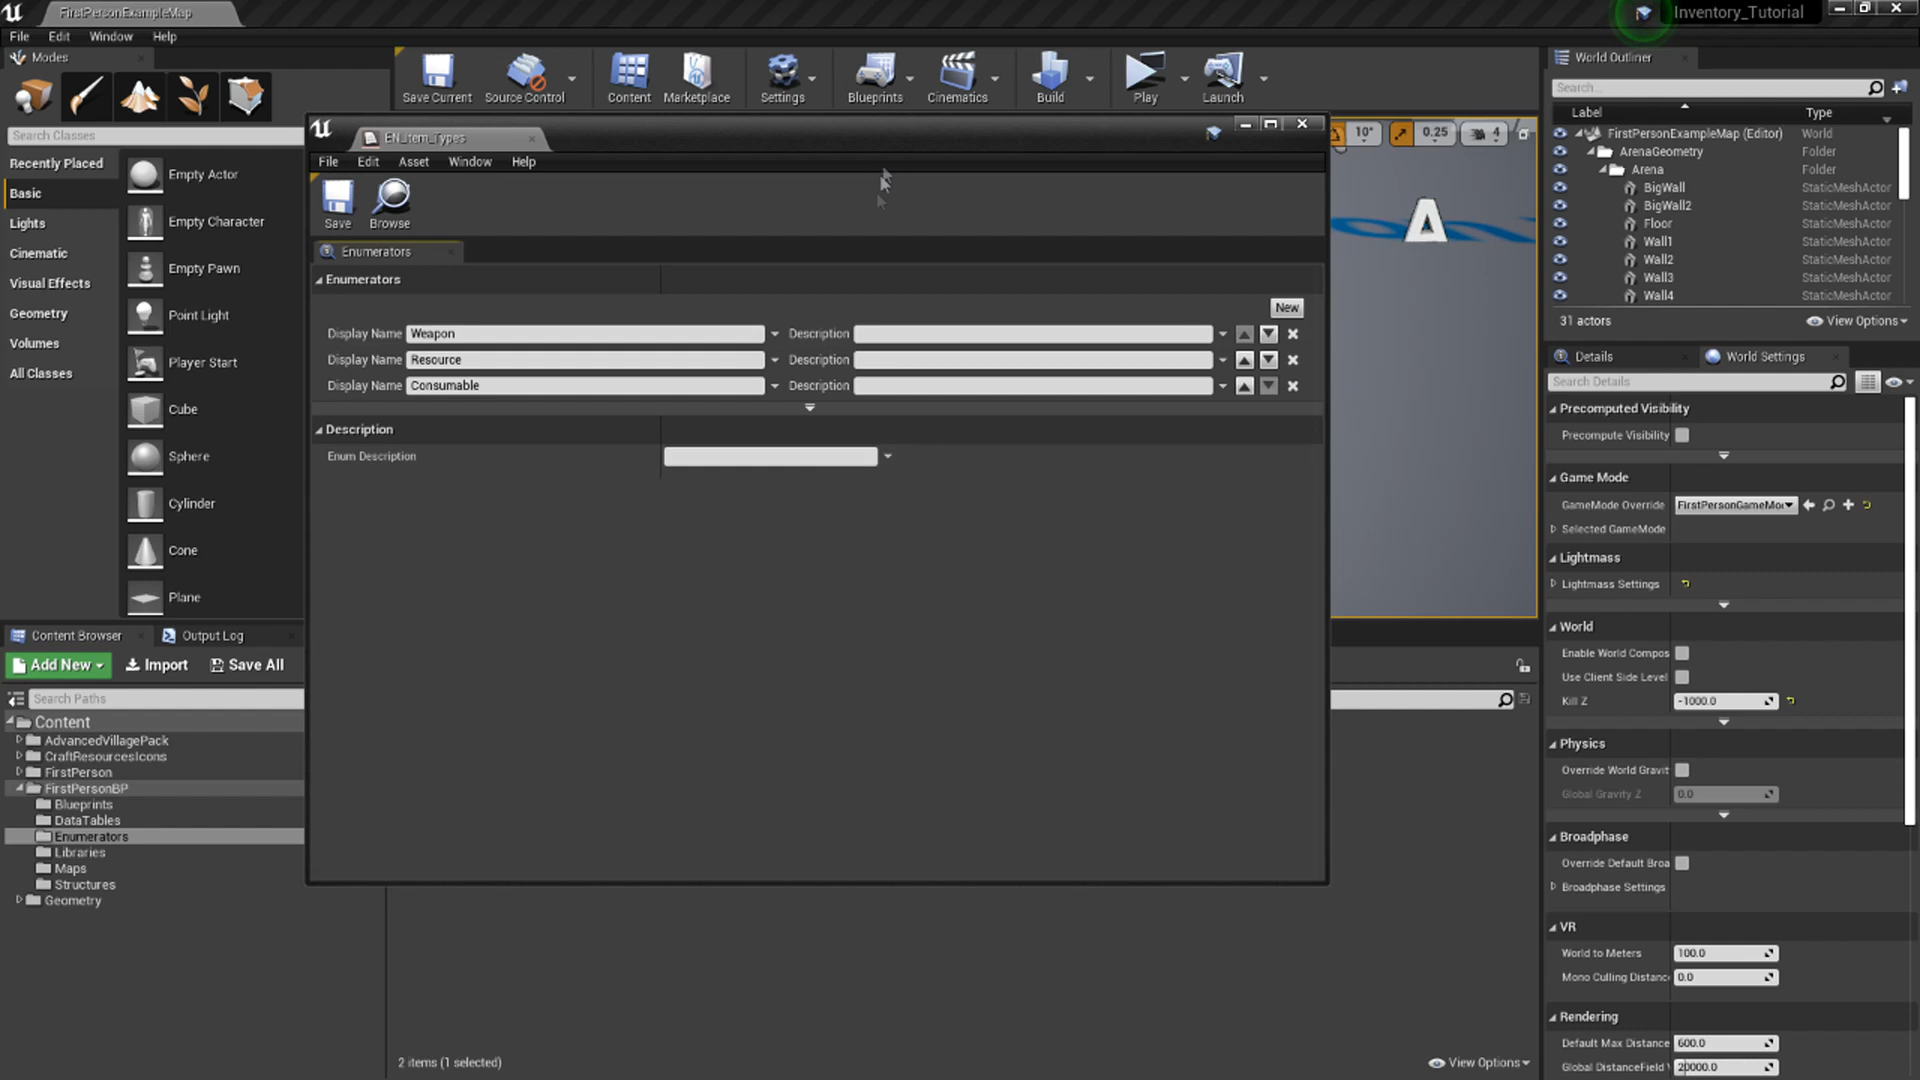 FirstPersonExampleMap
Inventory_Tutorial
File Edit Window Help
Modes
Save Current
Source Control
Content
Marketplace
Settings
Blueprints
Cinematics
Build
Play
Launch
World Outliner
Search...
Label Type
FirstPersonExampleMap (Editor) World
ArenaGeometry Folder
Arena Folder
BigWall StaticMeshActor
BigWall2 StaticMeshActor
Floor StaticMeshActor
Wall1 StaticMeshActor
Wall2 StaticMeshActor
Wall3 StaticMeshActor
Wall4 StaticMeshActor
31 actors
View Options
Search Classes
Recently Placed
Basic
Lights
Cinematic
Visual Effects
Geometry
Volumes
All Classes
Empty Actor
Empty Character
Empty Pawn
Point Light
Player Start
Cube
Sphere
Cylinder
Cone
Plane
EN_Item_Types
File Edit Asset Window Help
Save
Browse
Enumerators
Enumerators
New
Display Name Weapon Description
Display Name Resource Description
Display Name Consumable Description
Description
Enum Description
10° 0.25 4
A
Details
World Settings
Search Details
Precomputed Visibility
Precompute Visibility
Game Mode
GameMode Override FirstPersonGameMo
Selected GameMode
Lightmass
Lightmass Settings
World
Enable World Compos
Use Client Side Level
Kill Z -1000.0
Physics
Override World Gravit
Global Gravity Z 0.0
Broadphase
Override Default Broa
Broadphase Settings
VR
World to Meters 100.0
Mono Culling Distanc 0.0
Rendering
Default Max Distance 600.0
Global DistanceField 20000.0
Content Browser
Output Log
Add New
Import
Save All
Search Paths
Content
AdvancedVillagePack
CraftResourcesIcons
FirstPerson
FirstPersonBP
Blueprints
DataTables
Enumerators
Libraries
Maps
Structures
Geometry
2 items (1 selected)
View Options